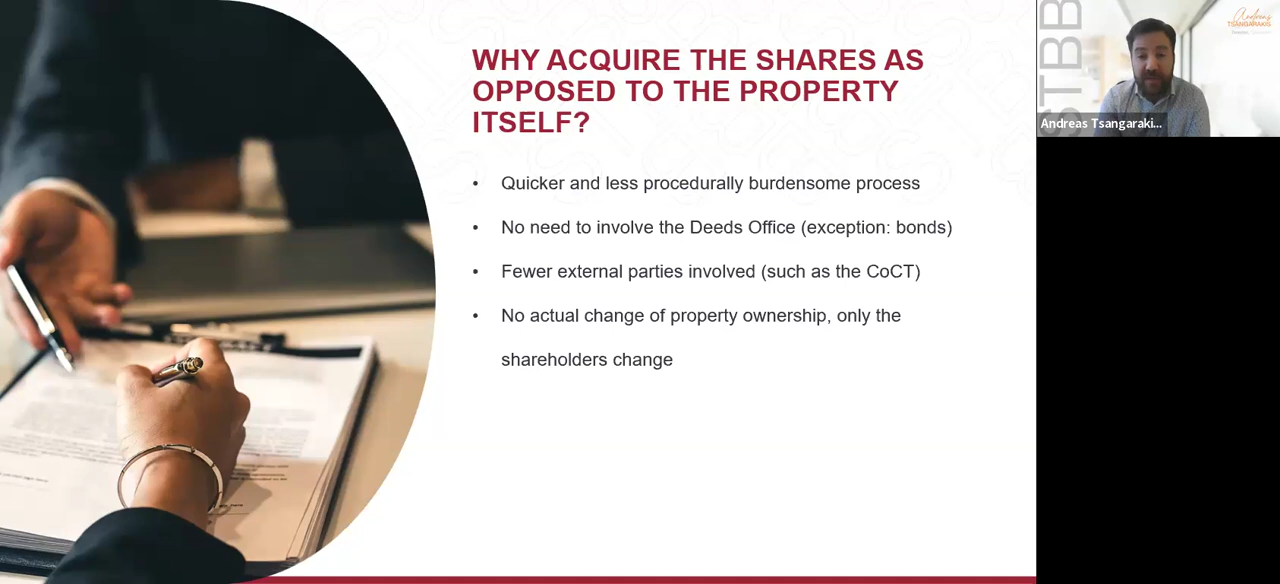 WHY ACQUIRE THE SHARES AS
OPPOSED TO THE PROPERTY
ITSELF?
• Quicker and less procedurally burdensome process
• No need to involve the Deeds Office (exception: bonds)
• Fewer external parties involved (such as the CoCT)
• No actual change of property ownership, only the
shareholders change
STBB
Andreas
TSANGARAKIS
Andreas Tsangaraki...